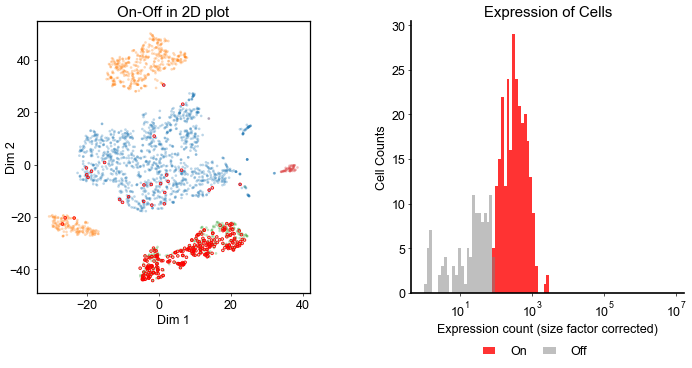 On-Off in 2D plot
Dim 2
40
20
0
−20
−40
−20
0
20
40
Dim 1
Expression of Cells
Cell Counts
30
25
20
15
10
5
0
10^1
10^3
10^5
10^7
Expression count (size factor corrected)
On
Off